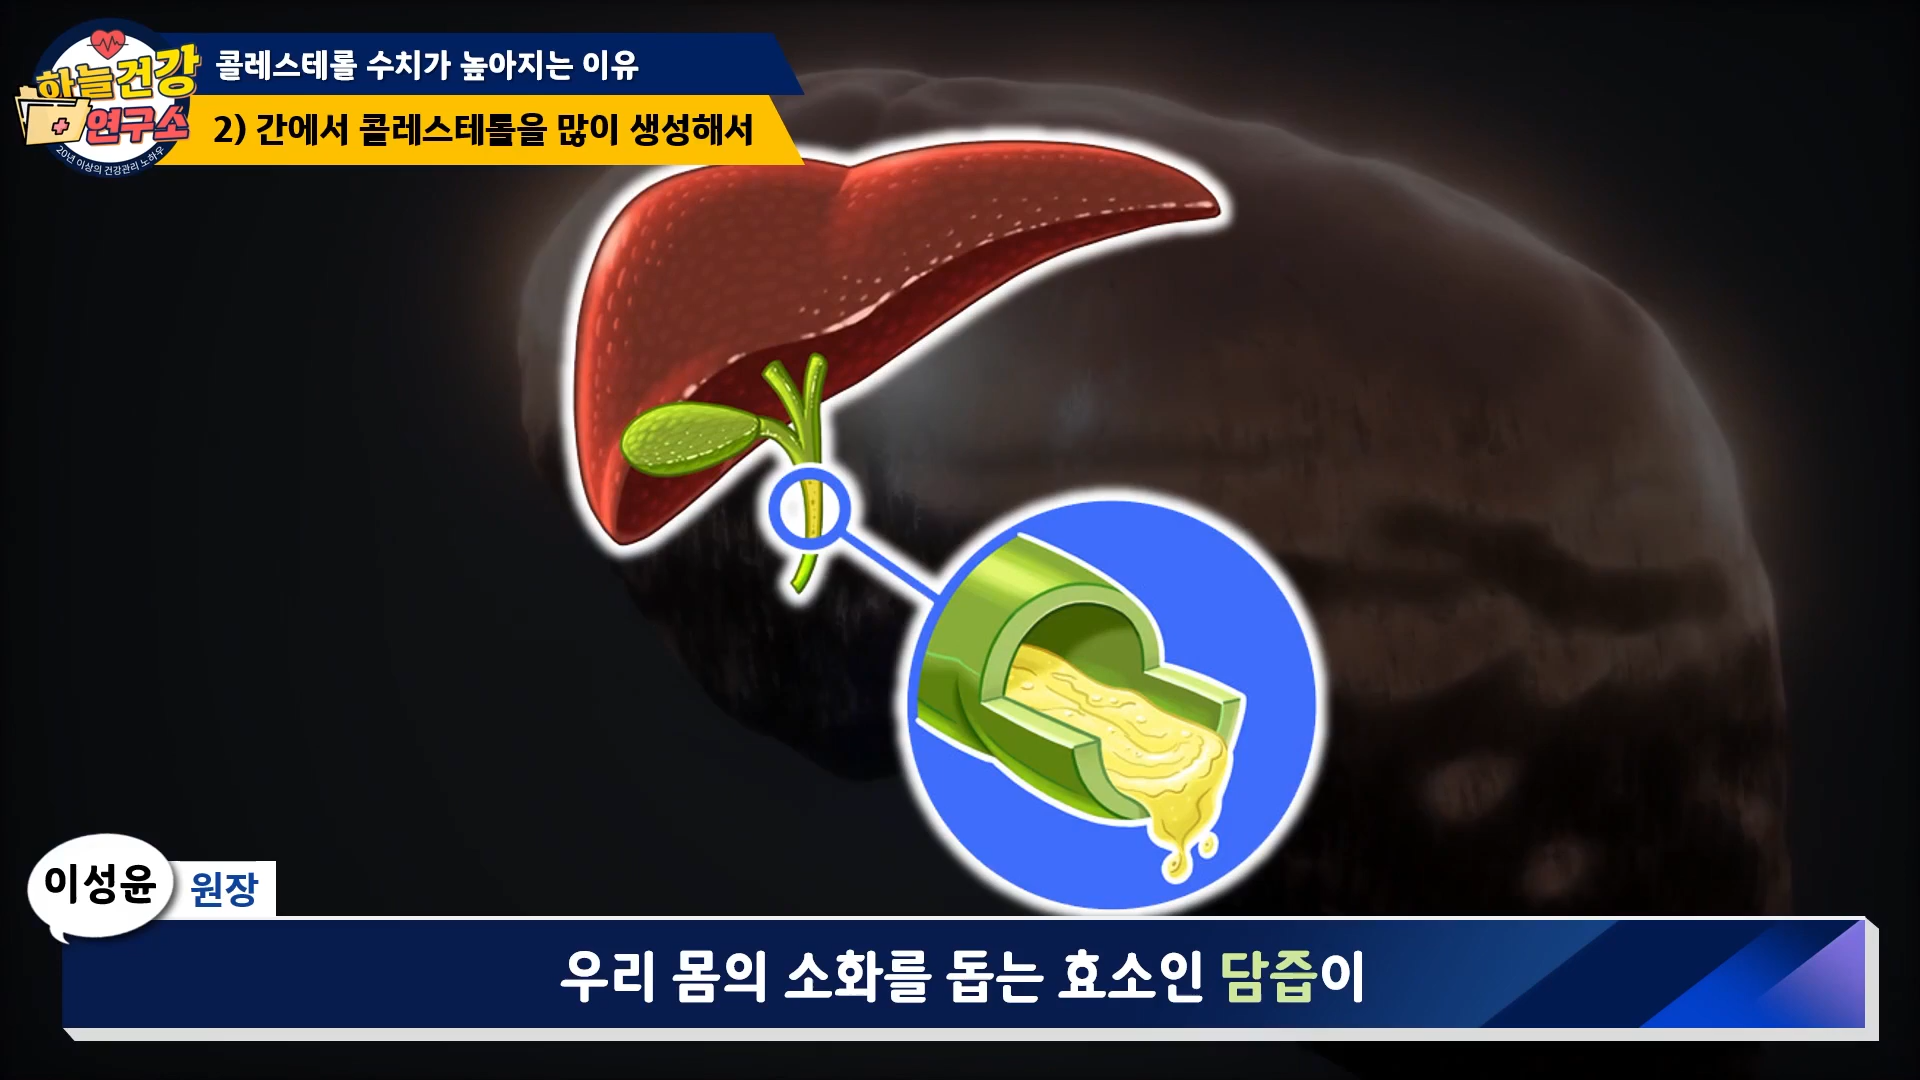 하늘건강
연구소
20년 이상의 건강관리 노하우
콜레스테롤 수치가 높아지는 이유
2) 간에서 콜레스테롤을 많이 생성해서
이성윤 원장
우리 몸의 소화를 돕는 효소인 담즙이